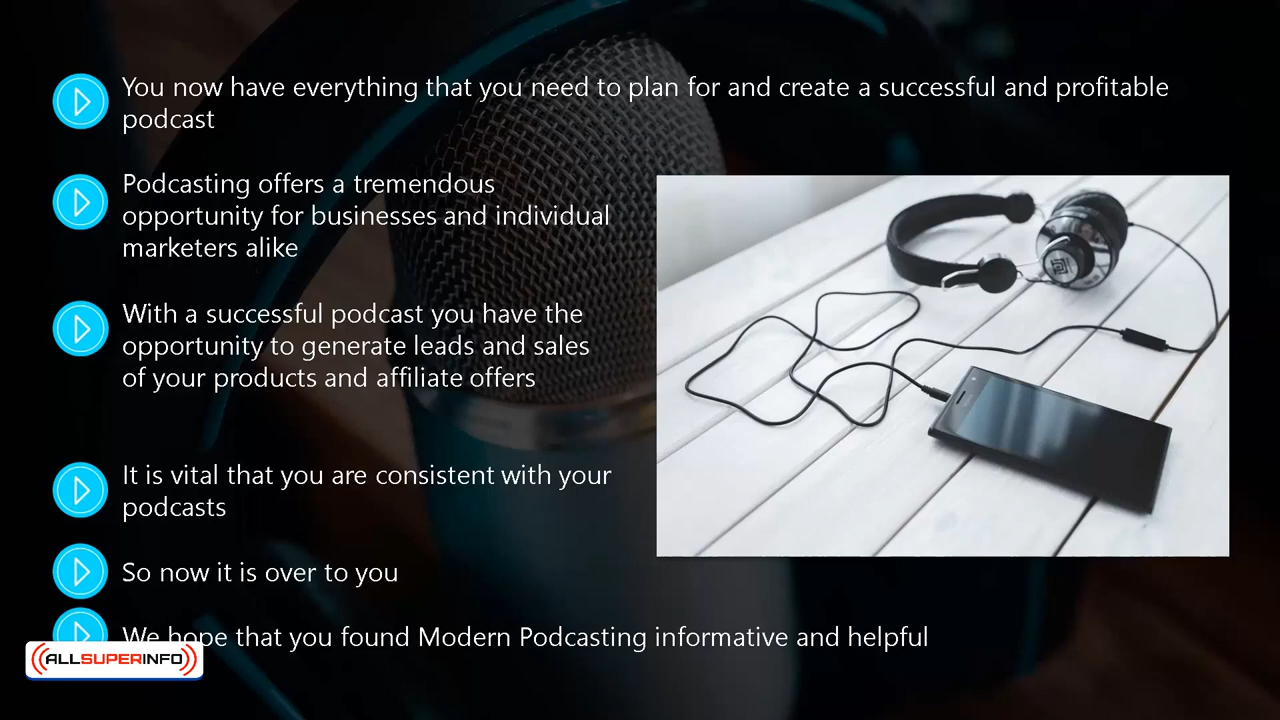 You now have everything that you need to plan for and create a successful and profitable
podcast
Podcasting offers a tremendous
opportunity for businesses and individual
marketers alike
With a successful podcast you have the
opportunity to generate leads and sales
of your products and affiliate offers
It is vital that you are consistent with your
podcasts
So now it is over to you
We hope that you found Modern Podcasting informative and helpful
ALLSUPERINFO